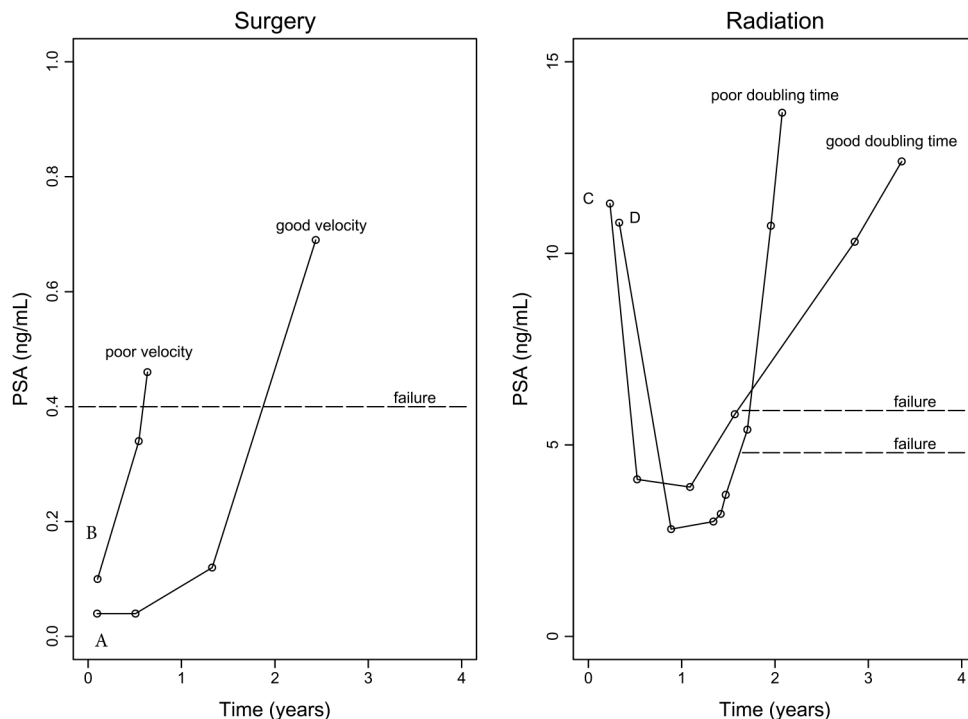 Surgery
1.0
0.8
0.6
0.4
0.2
0.0
PSA (ng/mL)
good velocity
poor velocity
failure
B
A
0 1 2 3 4
Time (years)
Radiation
15
10
5
0
PSA (ng/mL)
poor doubling time
good doubling time
C
D
failure
failure
0 1 2 3 4
Time (years)